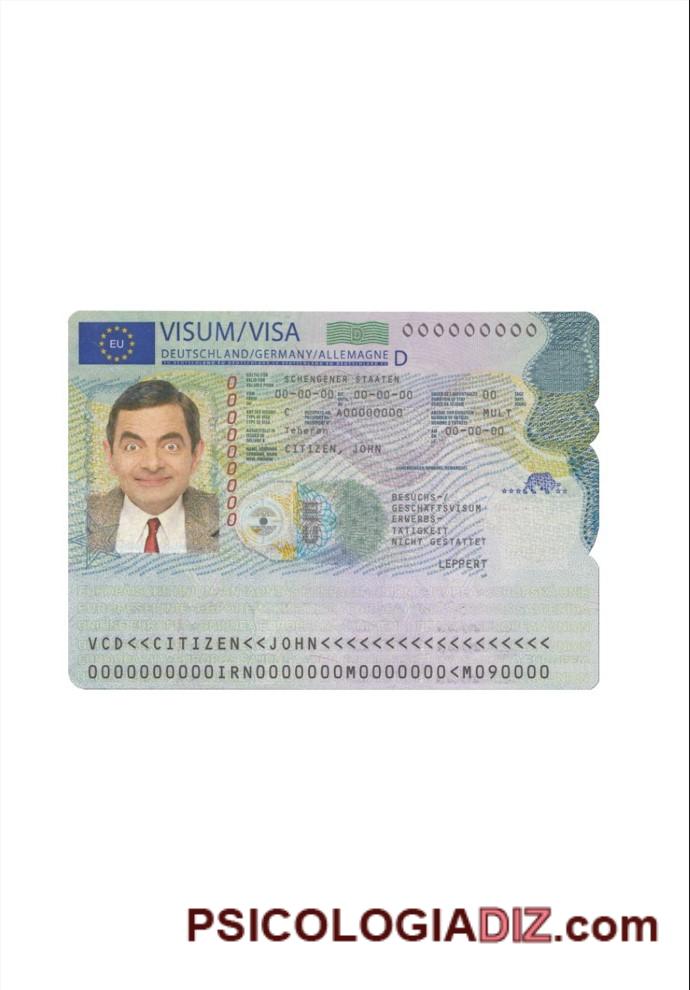 EU
VISUM/VISA
D
000000000
DEUTSCHLAND/GERMANY/ALLEMAGNE D
SCHENGENER STAATEN
00-00-00
00-00-00
00
C
A00000000
MULT
Teheran
00-00-00
CITIZEN, JOHN
000000000
BESUCHS-/
GESCHÄFTSVISUM
ERWERBS-
TÄTIGKEIT
NICHT GESTATTET
LEPPERT
VCD<<CITIZEN<<JOHN<<<<<<<<<<<<<<<<<<<
0000000000IRN0000000M0000000<M090000
PSICOLOGIADIZ.com